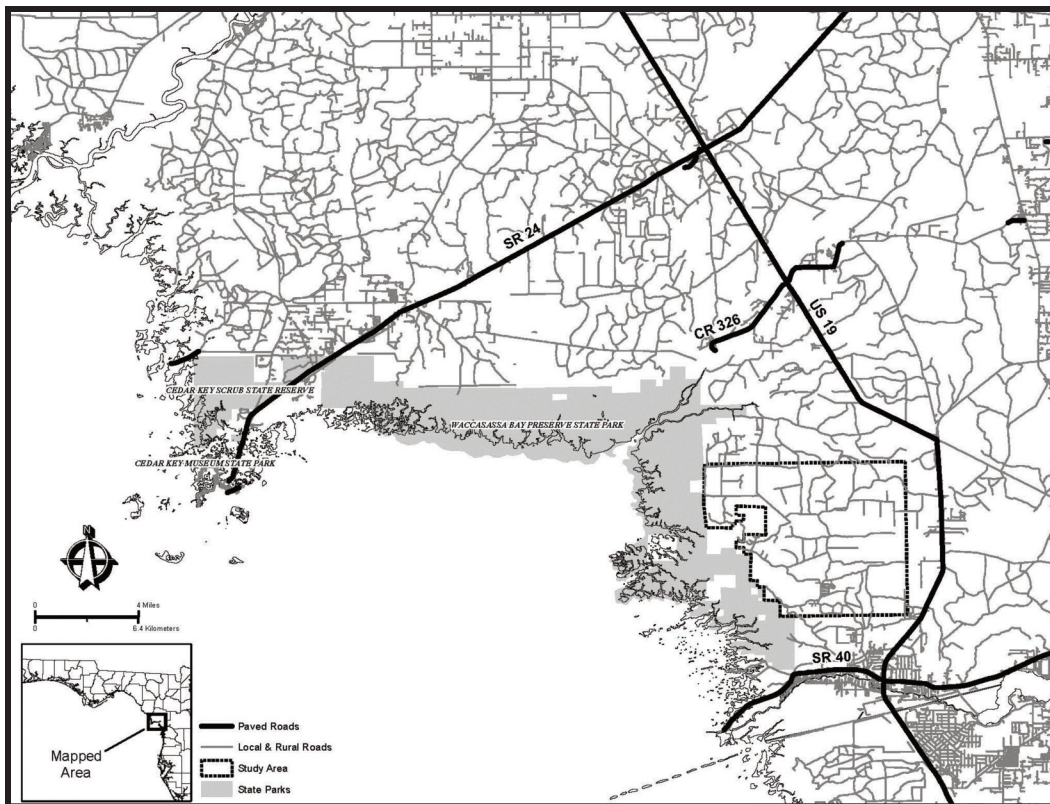 SR 24
CR 326
US 19
CEDAR KEY SCRUB STATE RESERVE
WACCASASSA BAY PRESERVE STATE PARK
CEDAR KEY MUSEUM STATE PARK
N
0 4 Miles
0 6.4 Kilometers
SR 40
Mapped
Area
Paved Roads
Local & Rural Roads
Study Area
State Parks